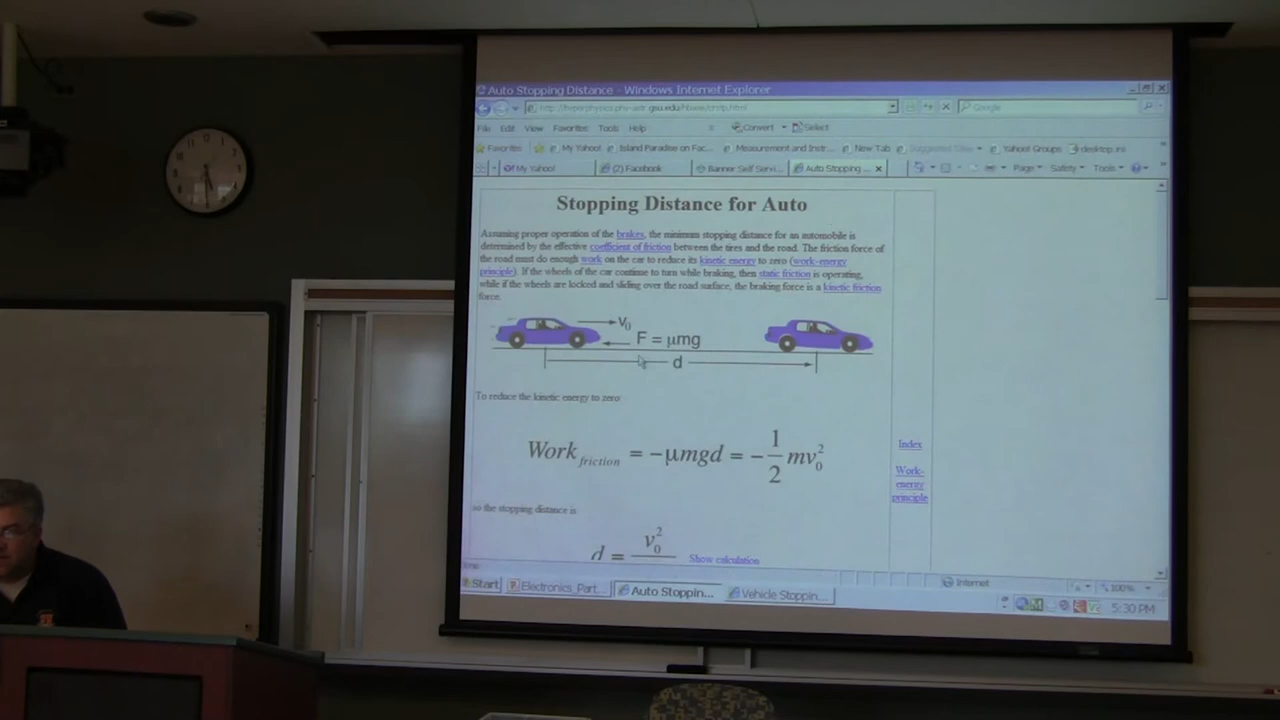 Auto Stopping Distance - Windows Internet Explorer
Google
File Edit View Favorites Tools Help Convert Select
Favorites My Yahoo! Island Paradise on Fac... Measurement and Instr... New Tab Suggested Sites Yahoo! Groups desktop.ini
My Yahoo! (2) Facebook Banner Self Servi... Auto Stopping ... Page Safety Tools
Stopping Distance for Auto
Assuming proper operation of the brakes, the minimum stopping distance for an automobile is
determined by the effective coefficient of friction between the tires and the road. The friction force of
the road must do enough work on the car to reduce its kinetic energy to zero (work-energy
principle). If the wheels of the car continue to turn while braking, then static friction is operating,
while if the wheels are locked and sliding over the road surface, the braking force is a kinetic friction
force.
v₀
F = μmg
d
To reduce the kinetic energy to zero
Work friction = −μmgd = −1/2 mv₀²
Index
Work-
energy
principle
so the stopping distance is
d = v₀²
Show calculation
Internet 100%
Start Electronics_Part... Auto Stoppin... Vehicle Stoppin... 5:30 PM